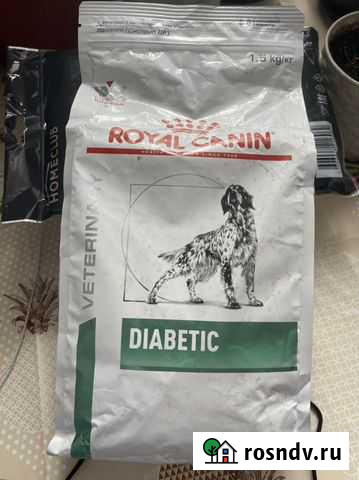 1.5 kg/кг
ROYAL CANIN
VETERINARY
HOMECLUB
DIABETIC
rosndv.ru